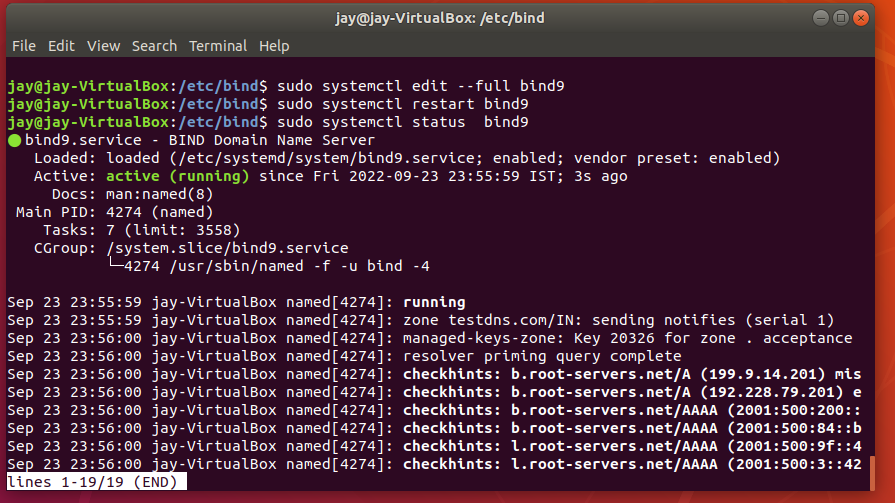 jay@jay-VirtualBox: /etc/bind
File Edit View Search Terminal Help
jay@jay-VirtualBox:/etc/bind$ sudo systemctl edit --full bind9
jay@jay-VirtualBox:/etc/bind$ sudo systemctl restart bind9
jay@jay-VirtualBox:/etc/bind$ sudo systemctl status  bind9
● bind9.service - BIND Domain Name Server
   Loaded: loaded (/etc/systemd/system/bind9.service; enabled; vendor preset: enabled)
   Active: active (running) since Fri 2022-09-23 23:55:59 IST; 3s ago
     Docs: man:named(8)
 Main PID: 4274 (named)
    Tasks: 7 (limit: 3558)
   CGroup: /system.slice/bind9.service
           └─4274 /usr/sbin/named -f -u bind -4
Sep 23 23:55:59 jay-VirtualBox named[4274]: running
Sep 23 23:55:59 jay-VirtualBox named[4274]: zone testdns.com/IN: sending notifies (serial 1)
Sep 23 23:56:00 jay-VirtualBox named[4274]: managed-keys-zone: Key 20326 for zone . acceptance
Sep 23 23:56:00 jay-VirtualBox named[4274]: resolver priming query complete
Sep 23 23:56:00 jay-VirtualBox named[4274]: checkhints: b.root-servers.net/A (199.9.14.201) mis
Sep 23 23:56:00 jay-VirtualBox named[4274]: checkhints: b.root-servers.net/A (192.228.79.201) e
Sep 23 23:56:00 jay-VirtualBox named[4274]: checkhints: b.root-servers.net/AAAA (2001:500:200::
Sep 23 23:56:00 jay-VirtualBox named[4274]: checkhints: b.root-servers.net/AAAA (2001:500:84::b
Sep 23 23:56:00 jay-VirtualBox named[4274]: checkhints: l.root-servers.net/AAAA (2001:500:9f::4
Sep 23 23:56:00 jay-VirtualBox named[4274]: checkhints: l.root-servers.net/AAAA (2001:500:3::42
lines 1-19/19 (END)